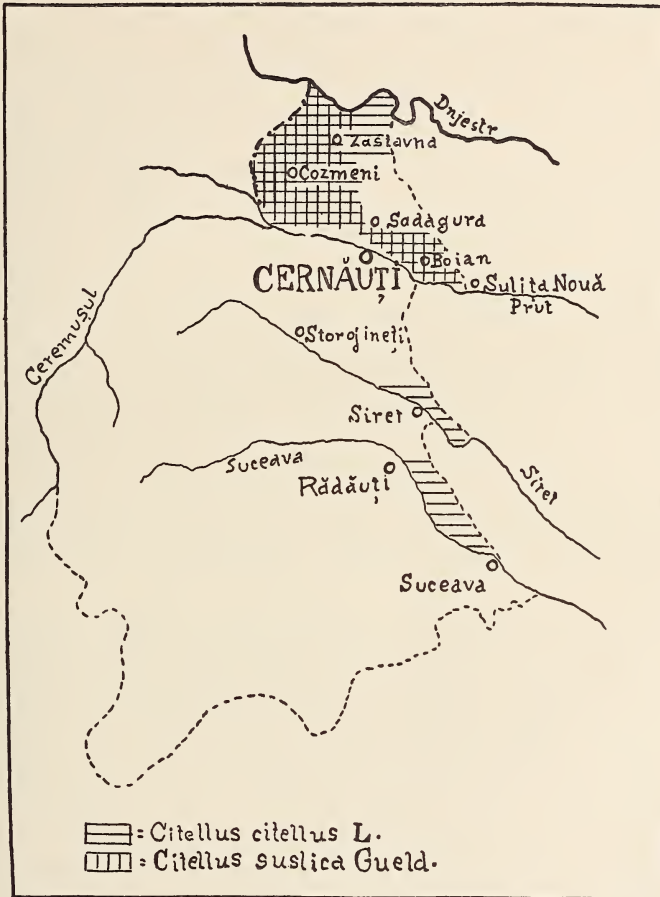 Dnjestr
Zastavna
Cozmeni
Sadagura
Boian
CERNĂUȚI
Sulița Nouă
Prut
Ceremușul
Storojineți
Siret
Siret
Suceava
Rădăuți
Suceava
= Citellus citellus L.
= Citellus suslica Gueld.